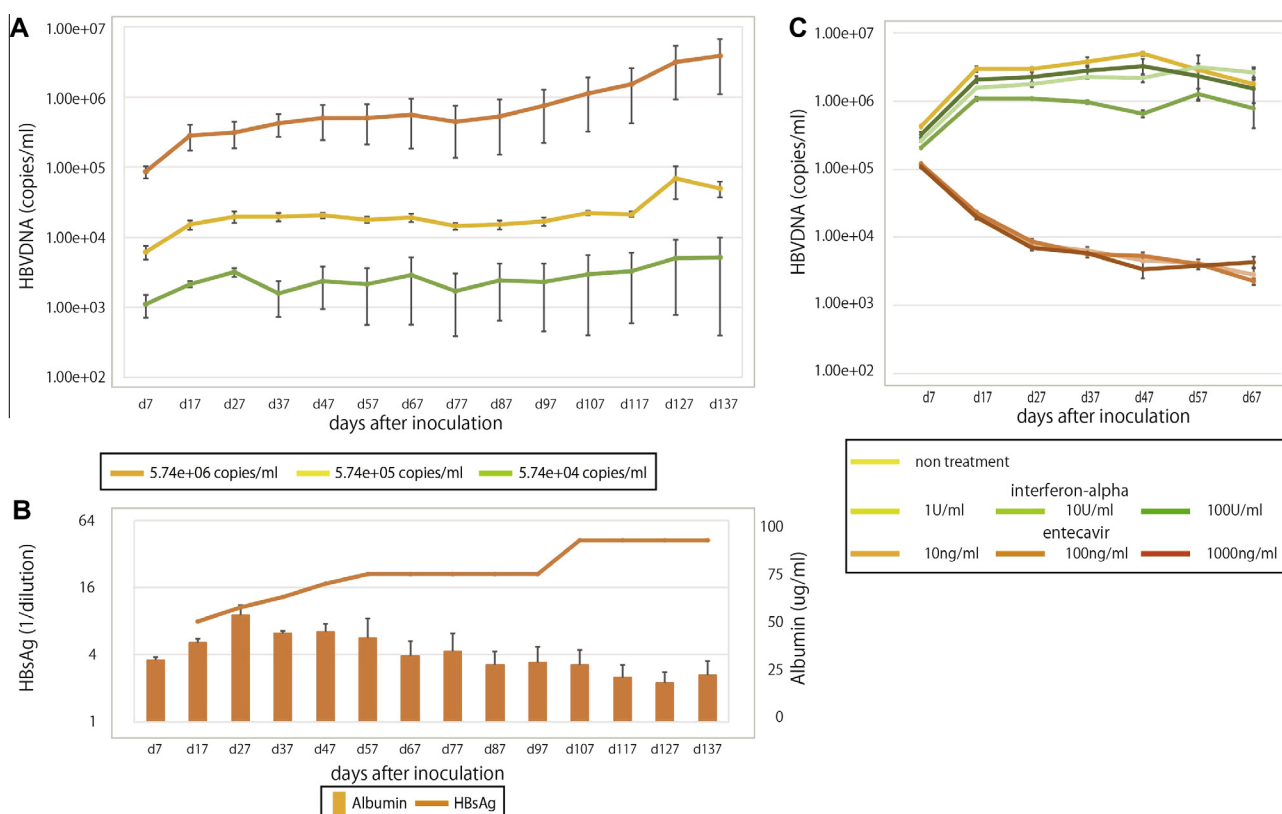 A
1.00e+07
1.00e+06
1.00e+05
1.00e+04
1.00e+03
1.00e+02
HBVDNA (copies/ml)
d7 d17 d27 d37 d47 d57 d67 d77 d87 d97 d107 d117 d127 d137
days after inoculation
5.74e+06 copies/ml 5.74e+05 copies/ml 5.74e+04 copies/ml
B
64
16
4
1
HBsAg (1/dilution)
100
75
50
25
0
Albumin (ug/ml)
d7 d17 d27 d37 d47 d57 d67 d77 d87 d97 d107 d117 d127 d137
days after inoculation
Albumin HBsAg
C
1.00e+07
1.00e+06
1.00e+05
1.00e+04
1.00e+03
1.00e+02
HBVDNA (copies/ml)
d7 d17 d27 d37 d47 d57 d67
days after inoculation
non treatment
interferon-alpha
1U/ml 10U/ml 100U/ml
entecavir
10ng/ml 100ng/ml 1000ng/ml